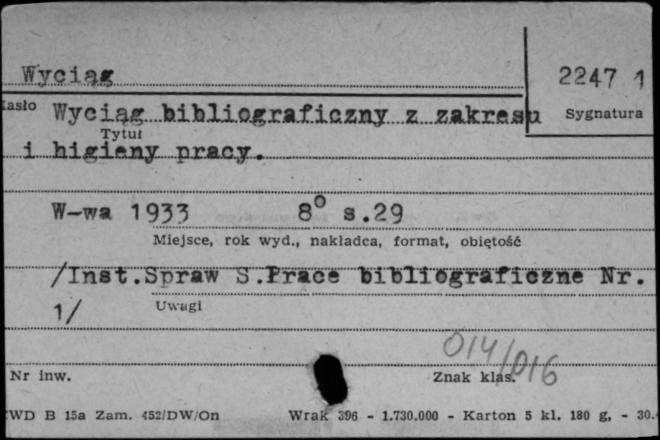 Wyciąg
2247 1
Hasło Wyciąg bibliograficzny z zakresu
Sygnatura
Tytuł
i higieny pracy.
W-wa 1933 8° s.29
Miejsce, rok wyd., nakładca, format, objętość
/Inst.Spraw S.Prace bibliograficzne Nr.
1/
Uwagi
014/016
Nr inw.
Znak klas.
CWD B 15a Zam. 452/DW/On Wrak 396 - 1.730.000 - Karton 5 kl. 180 g, - 30.